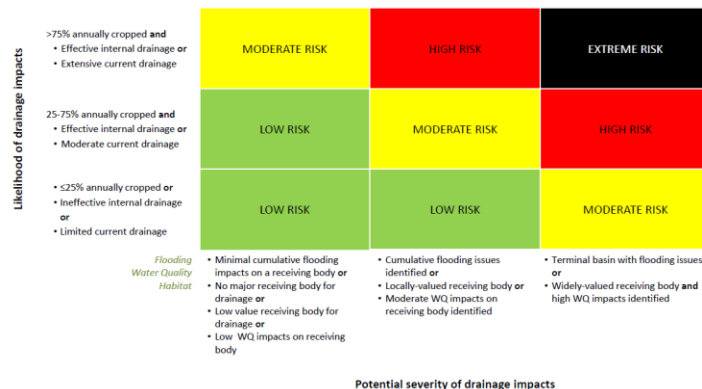 Likelihood of drainage impacts
>75% annually cropped and
• Effective internal drainage or
• Extensive current drainage
MODERATE RISK
HIGH RISK
EXTREME RISK
25-75% annually cropped and
• Effective internal drainage or
• Moderate current drainage
LOW RISK
MODERATE RISK
HIGH RISK
• ≤25% annually cropped or
• Ineffective internal drainage
or
• Limited current drainage
LOW RISK
LOW RISK
MODERATE RISK
Flooding
Water Quality
Habitat
• Minimal cumulative flooding
impacts on a receiving body or
• No major receiving body for
drainage or
• Low value receiving body for
drainage or
• Low WQ impacts on receiving
body
• Cumulative flooding issues
identified or
• Locally-valued receiving body or
• Moderate WQ impacts on
receiving body identified
• Terminal basin with flooding issues
or
• Widely-valued receiving body and
high WQ impacts identified
Potential severity of drainage impacts